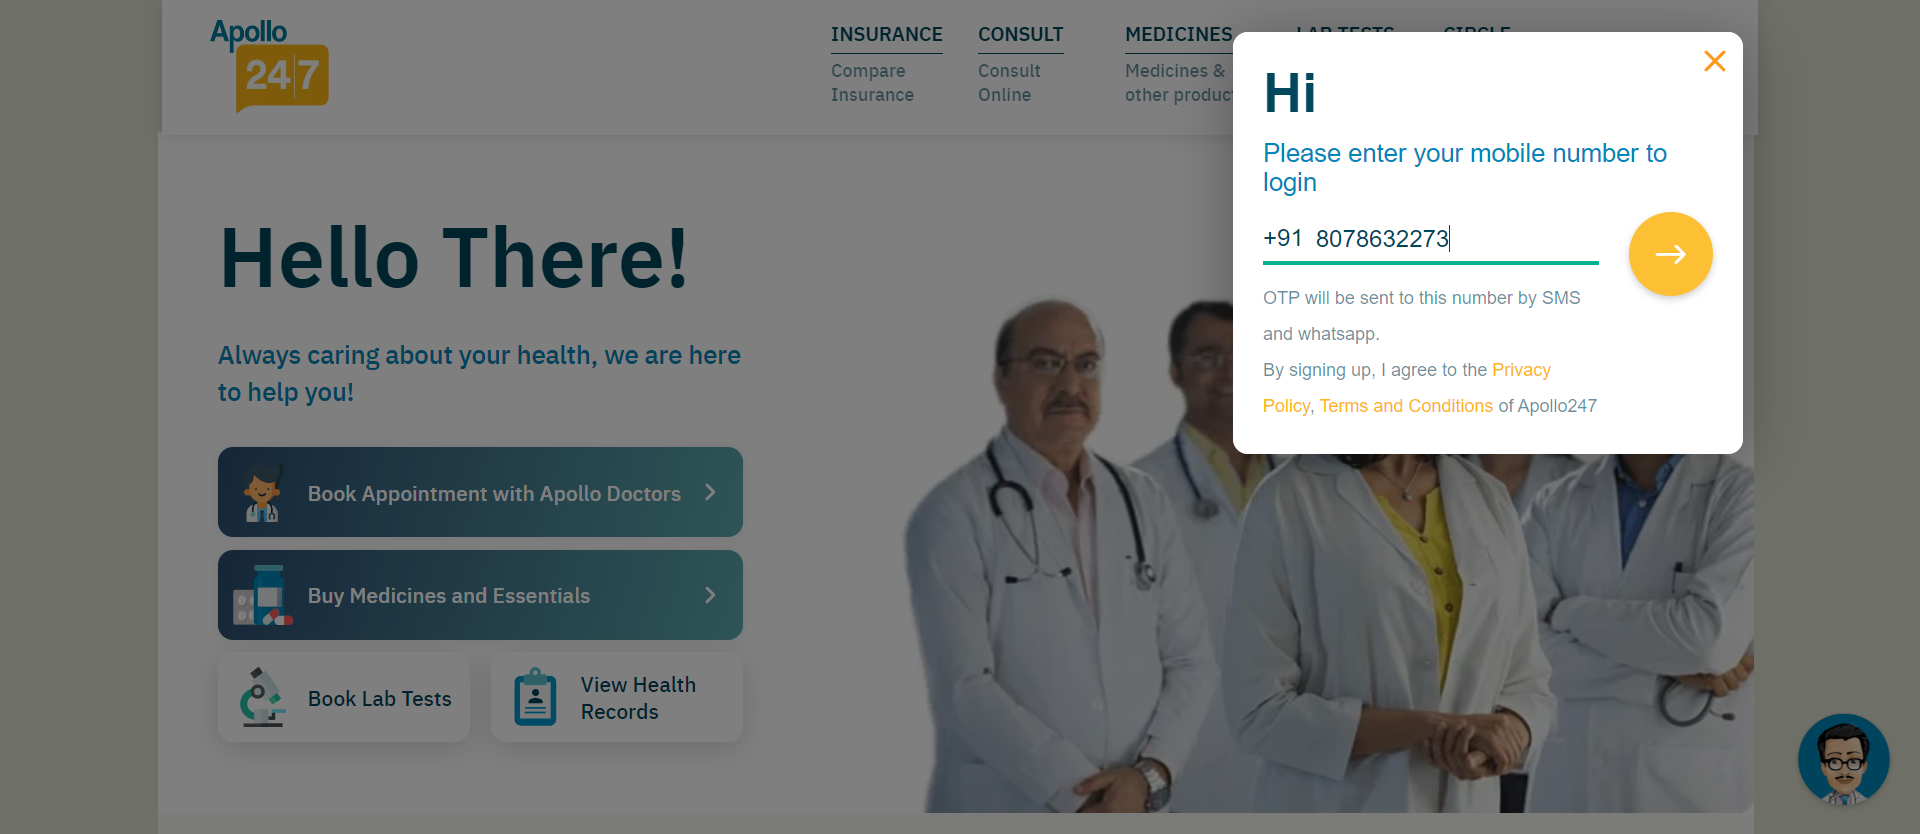 Apollo
24|7
INSURANCE
Compare
Insurance
CONSULT
Consult
Online
MEDICINES
Medicines &
other produc
LAB TESTS
CIRCLE
Hi
Please enter your mobile number to
login
+91 8078632273
OTP will be sent to this number by SMS
and whatsapp.
By signing up, I agree to the Privacy
Policy, Terms and Conditions of Apollo247
Hello There!
Always caring about your health, we are here
to help you!
Book Appointment with Apollo Doctors
Buy Medicines and Essentials
Book Lab Tests
View Health
Records